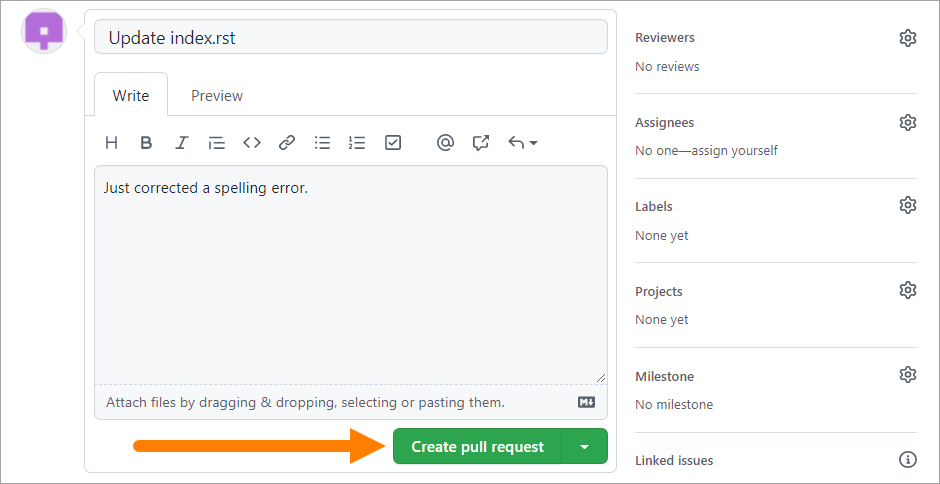 Update index.rst
Write
Preview
Just corrected a spelling error.
Attach files by dragging & dropping, selecting or pasting them.
Create pull request
Reviewers
No reviews
Assignees
No one—assign yourself
Labels
None yet
Projects
None yet
Milestone
No milestone
Linked issues